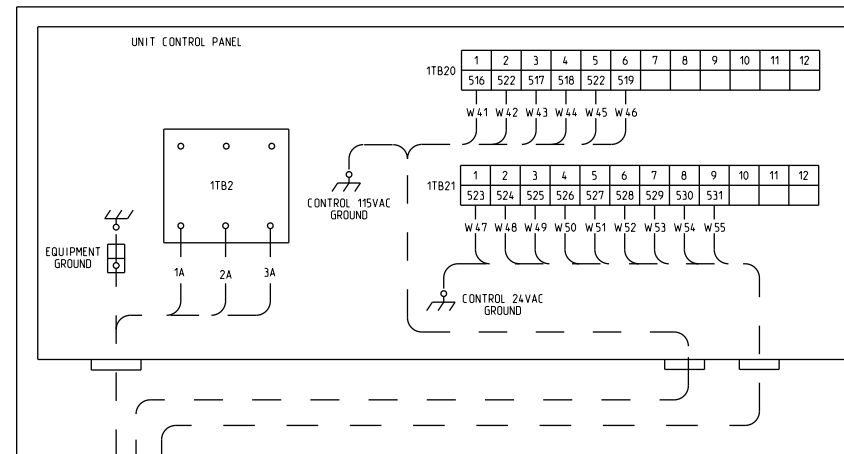 UNIT CONTROL PANEL
1TB20
1 2 3 4 5 6 7 8 9 10 11 12
516 522 517 518 522 519
W41 W42 W43 W44 W45 W46
1TB2
CONTROL 115VAC
GROUND
1TB21
1 2 3 4 5 6 7 8 9 10 11 12
523 524 525 526 527 528 529 530 531
W47 W48 W49 W50 W51 W52 W53 W54 W55
EQUIPMENT
GROUND
1A 2A 3A
CONTROL 24VAC
GROUND